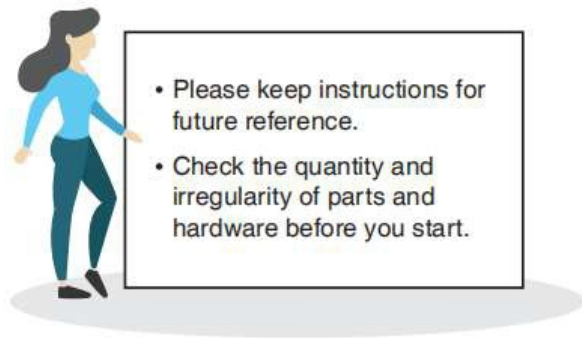 • Please keep instructions for
future reference.
• Check the quantity and
irregularity of parts and
hardware before you start.